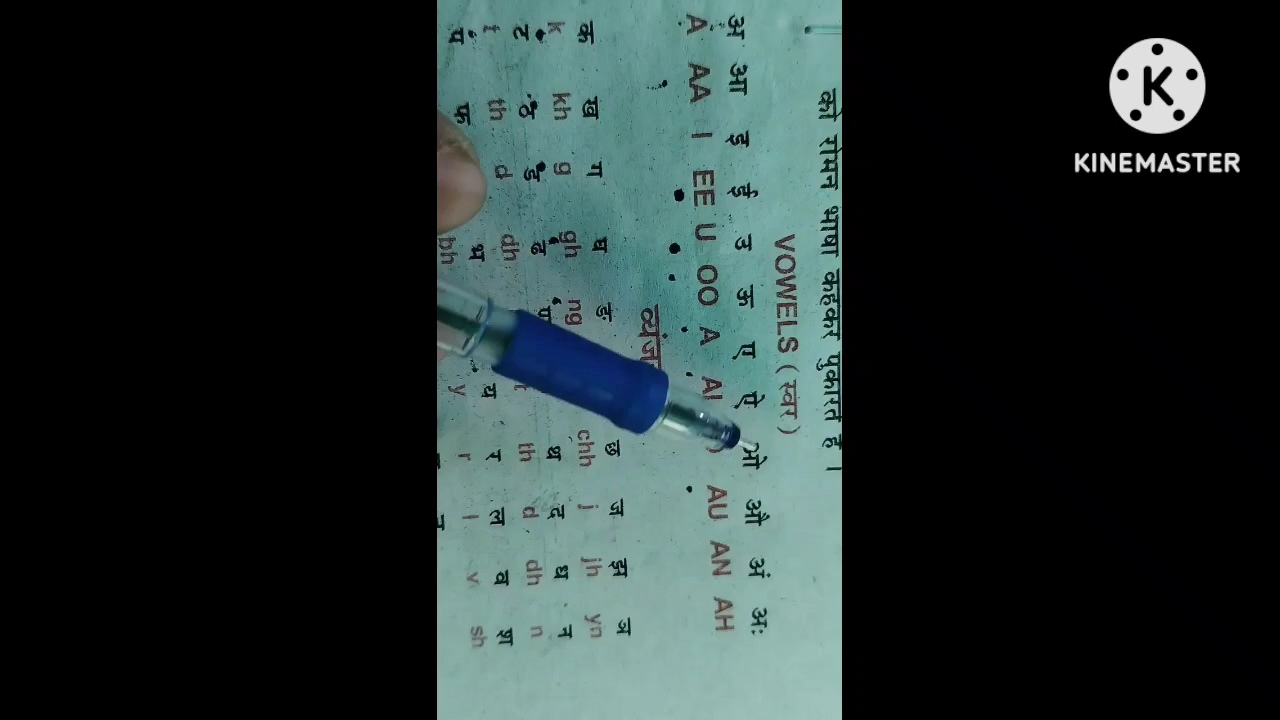 को रोमन भाषा कहकर पुकारते हैं ।
VOWELS ( स्वर )
अ आ इ ई उ ऊ ए ऐ ओ औ अं अः
A AA I EE U OO A AI AU AN AH
क ख ग घ ङ छ ज झ ञ
k kh g gh ng chh j jh yn
ट ठ ड ढ थ द ध न
t th d dh t th d dh n
प फ भ य र ल व श
bh y r l v sh
K
KINEMASTER